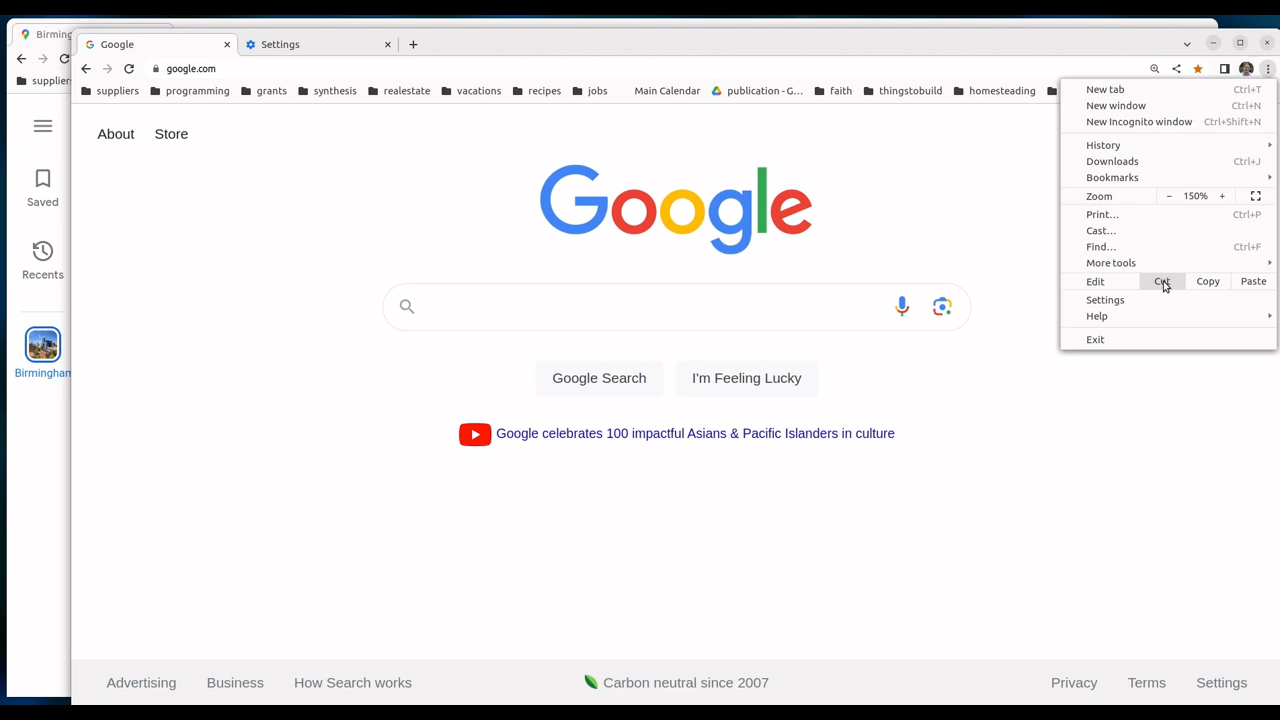 Birming
Google
Settings
google.com
suppliers
suppliers
programming
grants
synthesis
realestate
vacations
recipes
jobs
Main Calendar
publication - G...
faith
thingstobuild
homesteading
Saved
Recents
Birmingham
About
Store
Google
Google Search
I'm Feeling Lucky
Google celebrates 100 impactful Asians & Pacific Islanders in culture
New tab Ctrl+T
New window Ctrl+N
New Incognito window Ctrl+Shift+N
History
Downloads Ctrl+J
Bookmarks
Zoom − 150% +
Print... Ctrl+P
Cast...
Find... Ctrl+F
More tools
Edit Cut Copy Paste
Settings
Help
Exit
Advertising
Business
How Search works
Carbon neutral since 2007
Privacy
Terms
Settings